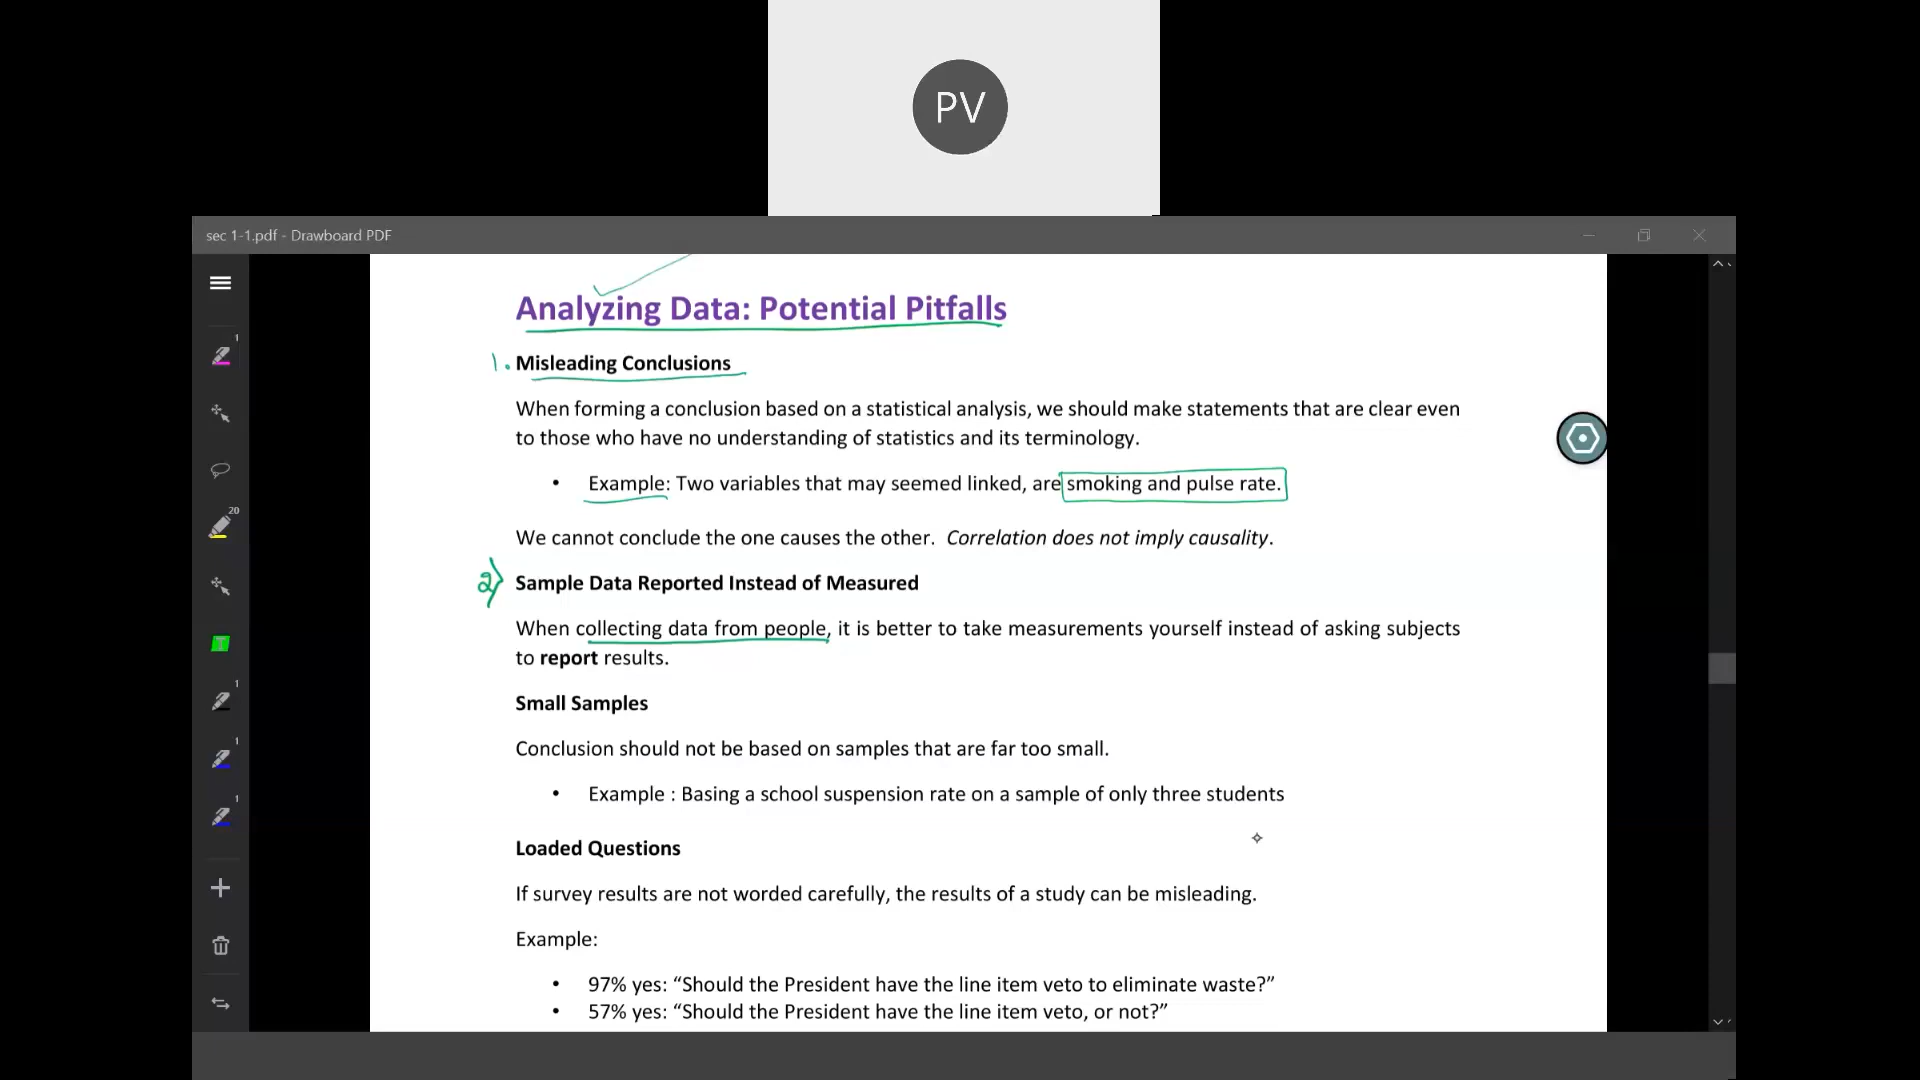 PV
sec 1-1.pdf - Drawboard PDF
Analyzing Data: Potential Pitfalls
1. Misleading Conclusions
When forming a conclusion based on a statistical analysis, we should make statements that are clear even
to those who have no understanding of statistics and its terminology.
• Example: Two variables that may seemed linked, are smoking and pulse rate.
We cannot conclude the one causes the other. Correlation does not imply causality.
2) Sample Data Reported Instead of Measured
When collecting data from people, it is better to take measurements yourself instead of asking subjects
to report results.
Small Samples
Conclusion should not be based on samples that are far too small.
• Example : Basing a school suspension rate on a sample of only three students
Loaded Questions
If survey results are not worded carefully, the results of a study can be misleading.
Example:
• 97% yes: “Should the President have the line item veto to eliminate waste?”
• 57% yes: “Should the President have the line item veto, or not?”
1
20
T
1
1
1